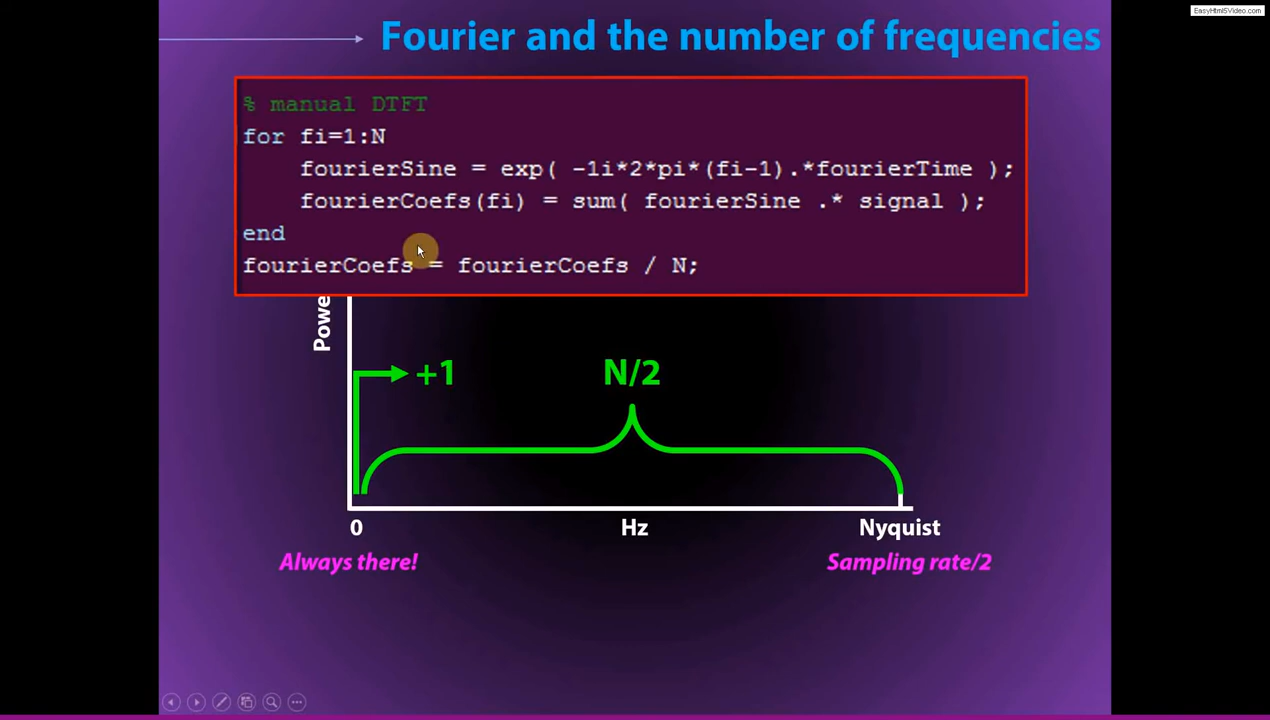 EasyHtml5Video.com
Fourier and the number of frequencies
% manual DTFT
for fi=1:N
fourierSine = exp( -1i*2*pi*(fi-1).*fourierTime );
fourierCoefs(fi) = sum( fourierSine .* signal );
end
fourierCoefs = fourierCoefs / N;
Powe
+1
N/2
0
Hz
Nyquist
Always there!
Sampling rate/2